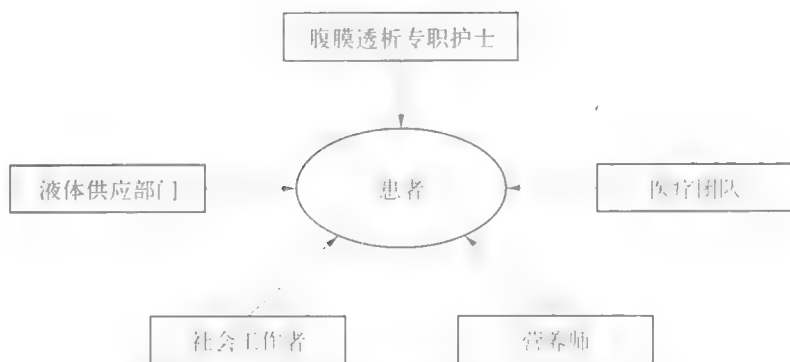 腹膜透析专职护士
液体供应部门
患者
医疗团队
社会工作者
营养师